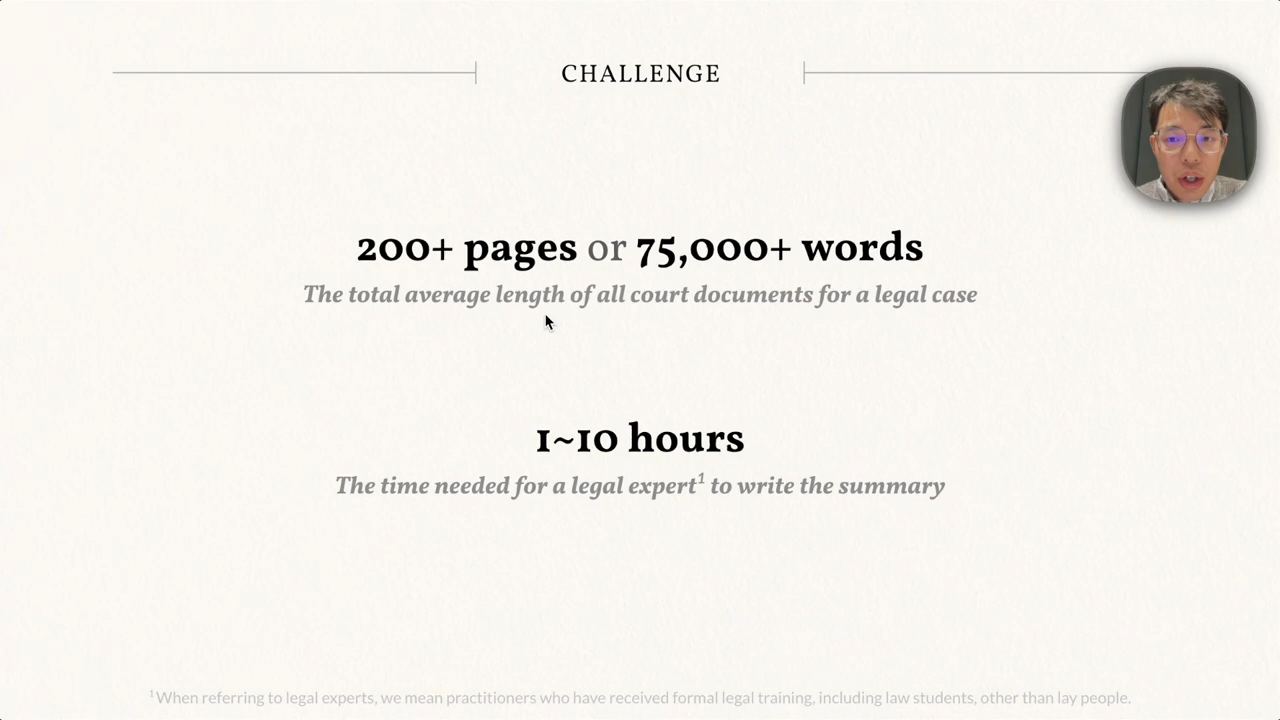 CHALLENGE
200+ pages or 75,000+ words
The total average length of all court documents for a legal case
1~10 hours
The time needed for a legal expert¹ to write the summary
¹ When referring to legal experts, we mean practitioners who have received formal legal training, including law students, other than lay people.